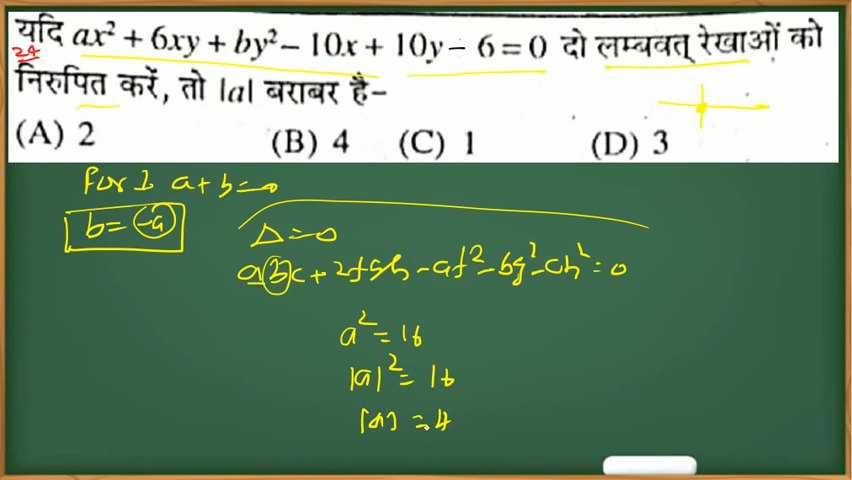 यदि ax² + 6xy + by² – 10x + 10y – 6 = 0 दो लम्बवत् रेखाओं को
24
निरुपित करें, तो |a| बराबर है–
(A) 2 (B) 4 (C) 1 (D) 3
For ⊥ a + b = 0
b = -a
Δ = 0
abc + 2fgh - af² - bg² - ch² = 0
a² = 16
|a|² = 16
|a| = 4